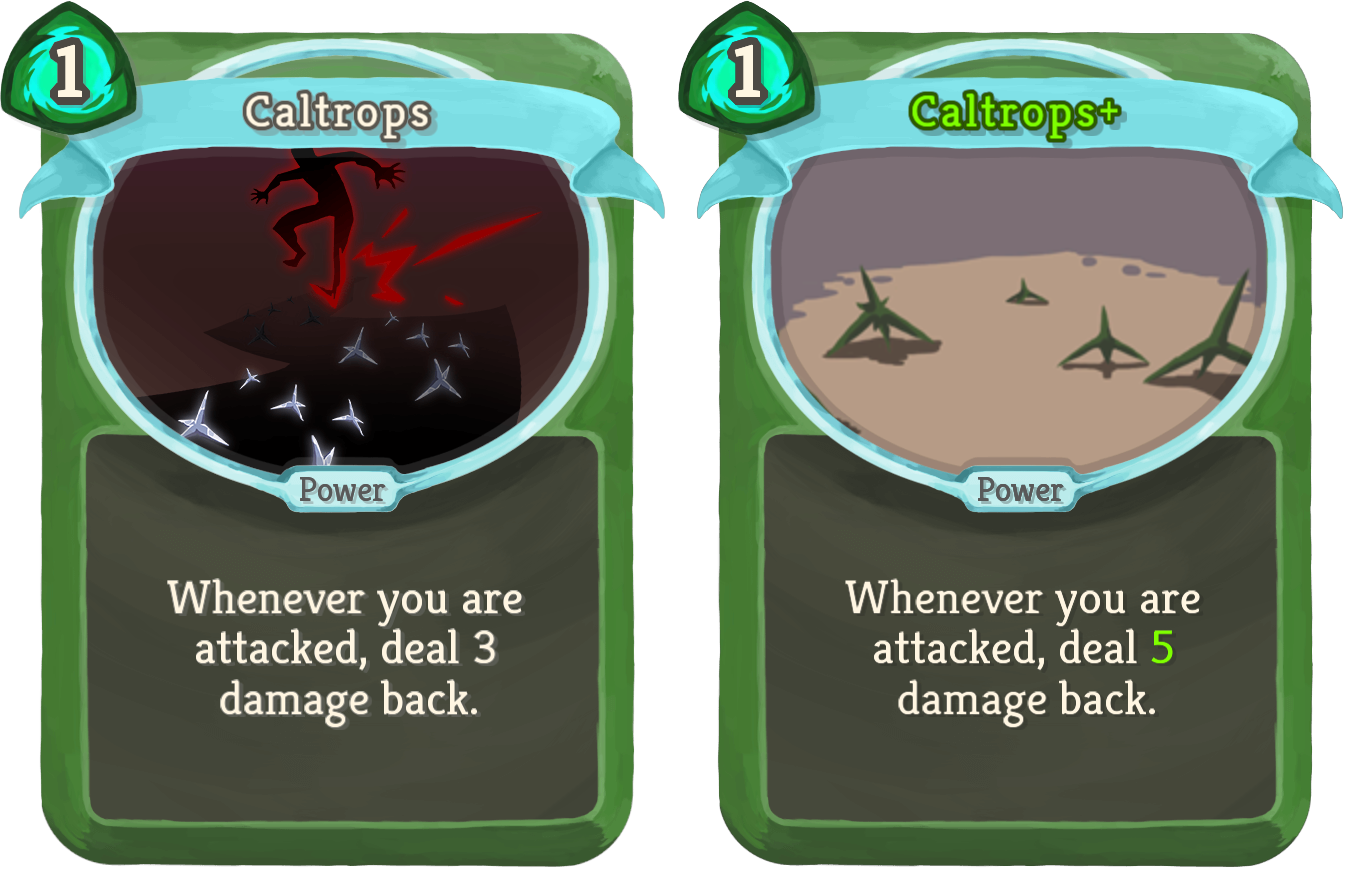 1
Caltrops
Power
Whenever you are
attacked, deal 3
damage back.
1
Caltrops+
Power
Whenever you are
attacked, deal 5
damage back.